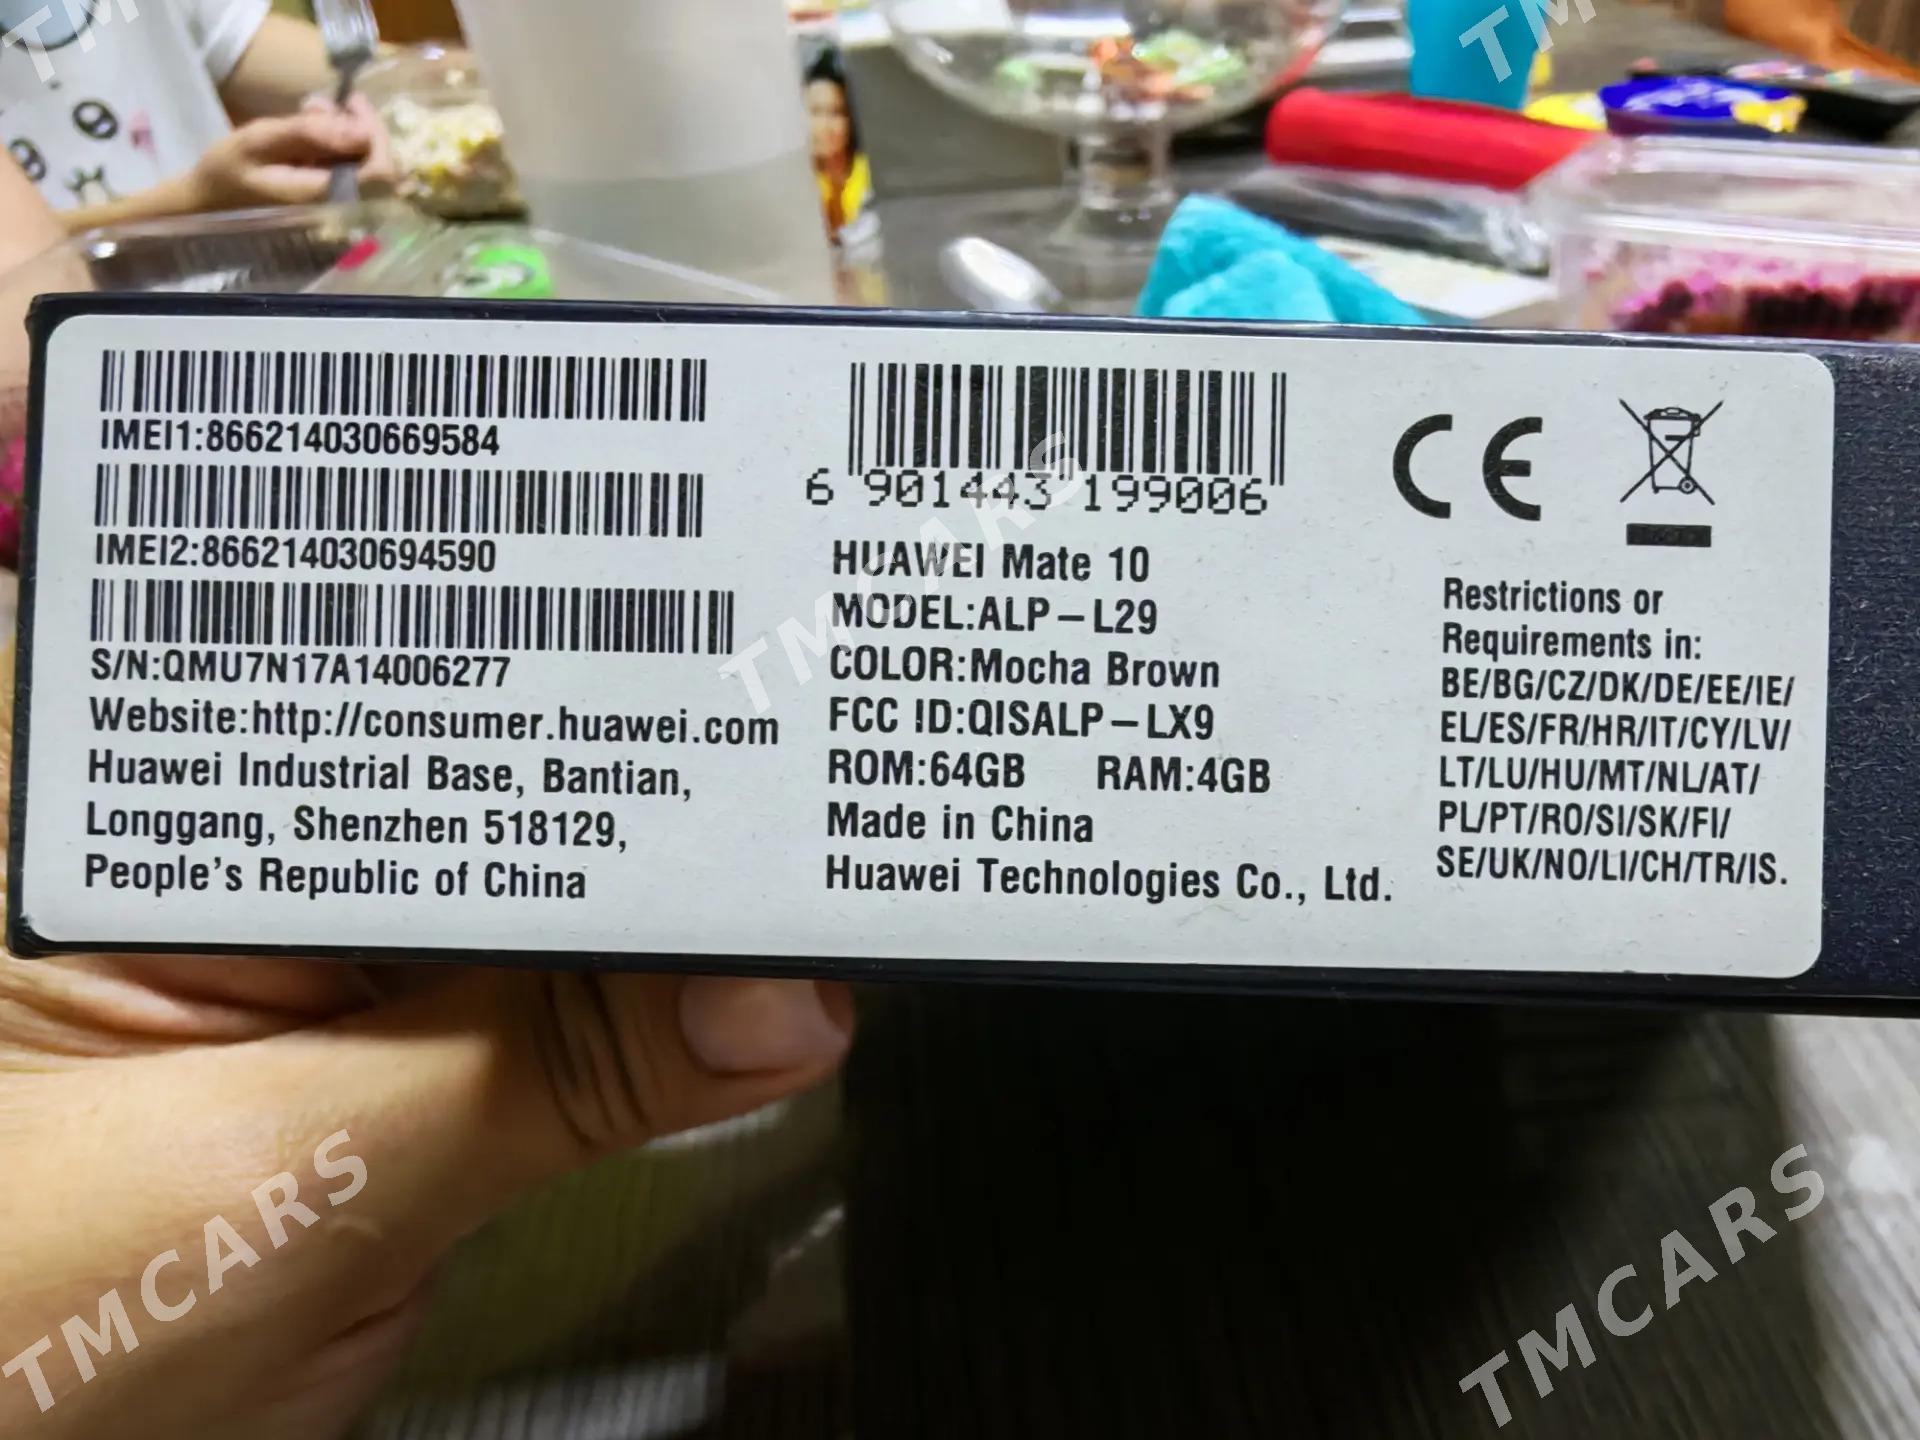 IMEI1:866214030669584
IMEI2:866214030694590
S/N:QMU7N17A14006277
Website:http://consumer.huawei.com
Huawei Industrial Base, Bantian,
Longgang, Shenzhen 518129,
People's Republic of China
6 901443 199006
HUAWEI Mate 10
MODEL:ALP-L29
COLOR:Mocha Brown
FCC ID:QISALP-LX9
ROM:64GB RAM:4GB
Made in China
Huawei Technologies Co., Ltd.
CE
Restrictions or
Requirements in:
BE/BG/CZ/DK/DE/EE/IE/
EL/ES/FR/HR/IT/CY/LV/
LT/LU/HU/MT/NL/AT/
PL/PT/RO/SI/SK/FI/
SE/UK/NO/LI/CH/TR/IS.
TMCARS
TMCARS
TMCARS
TM
TM